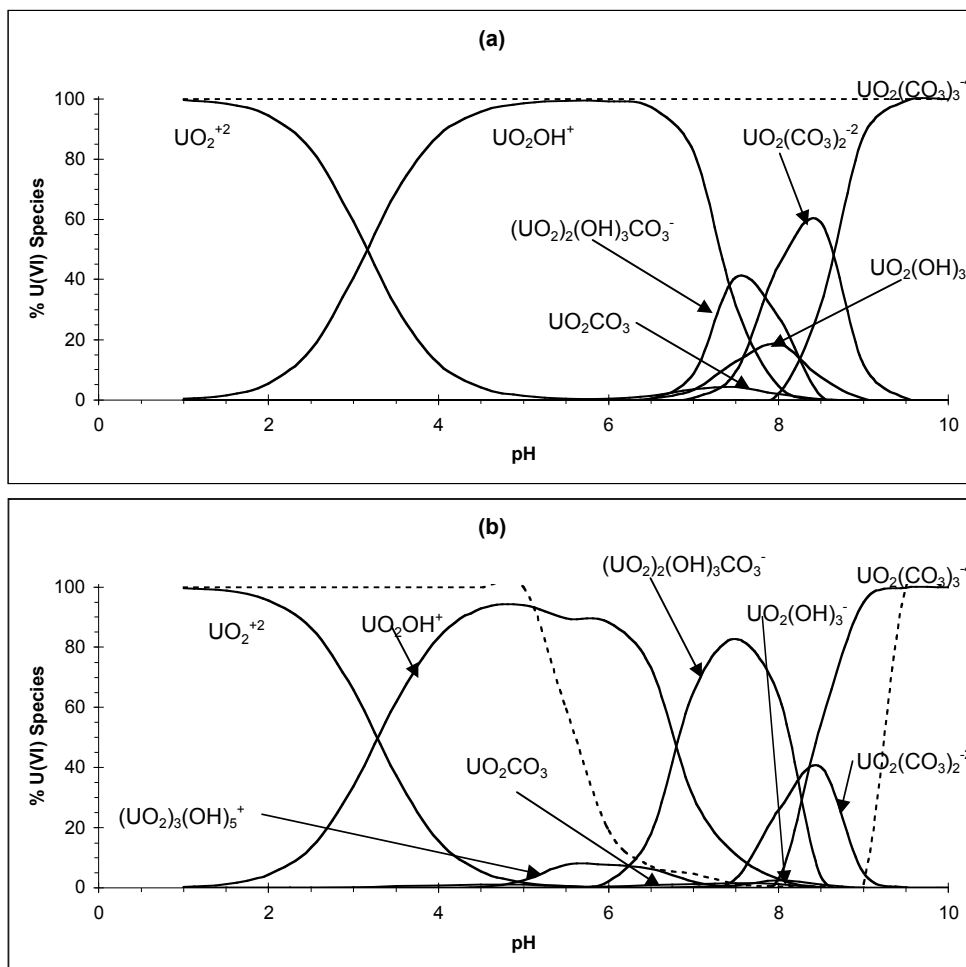 (a)
UO₂(CO₃)₃⁻
100
UO₂⁺²
UO₂OH⁺
UO₂(CO₃)₂⁻²
80
(UO₂)₂(OH)₃CO₃⁻
60
UO₂(OH)₃
UO₂CO₃
40
20
0
% U(VI) Species
0 2 4 6 8 10
pH
(b)
(UO₂)₂(OH)₃CO₃⁻
UO₂(CO₃)₃⁻
100
UO₂(OH)₃⁻
UO₂⁺²
UO₂OH⁺
80
60
UO₂CO₃
UO₂(CO₃)₂⁻²
40
(UO₂)₃(OH)₅⁺
20
0
% U(VI) Species
0 2 4 6 8 10
pH